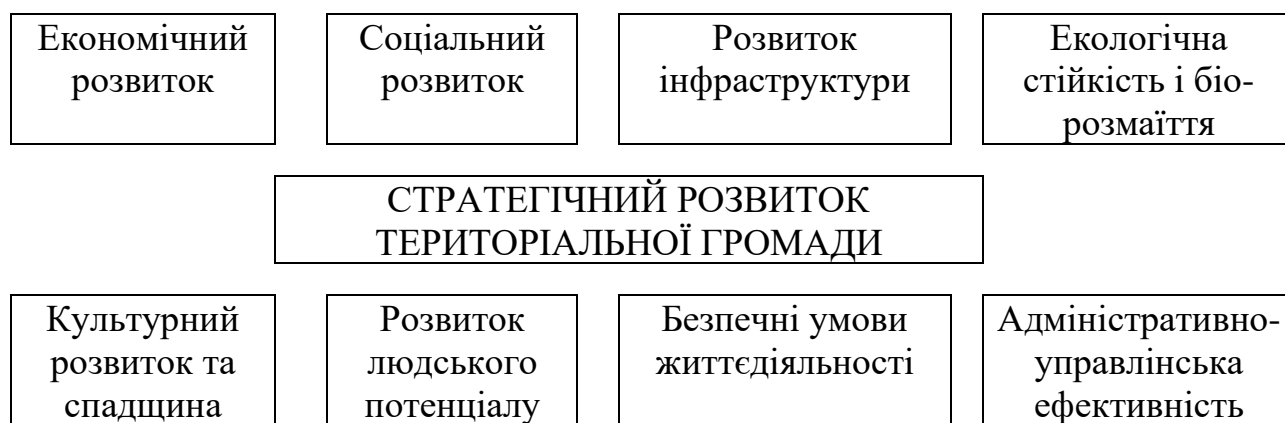 Економічний
розвиток
Соціальний
розвиток
Розвиток
інфраструктури
Екологічна
стійкість і біо-
розмаїття
СТРАТЕГІЧНИЙ РОЗВИТОК
ТЕРИТОРІАЛЬНОЇ ГРОМАДИ
Культурний
розвиток та
спадщина
Розвиток
людського
потенціалу
Безпечні умови
життєдіяльності
Адміністративно-
управлінська
ефективність